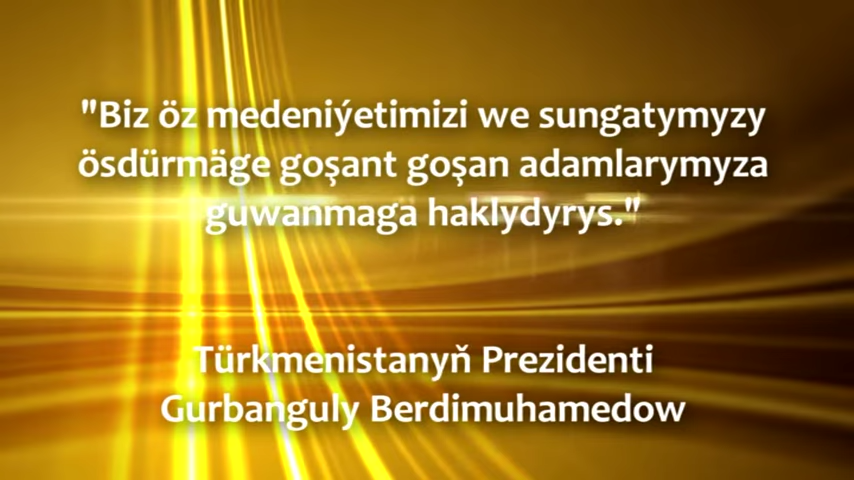 "Biz öz medeniýetimizi we sungatymyzy
ösdürmäge goşant goşan adamlarymyza
guwanmaga haklydyrys."
Türkmenistanyň Prezidenti
Gurbanguly Berdimuhamedow